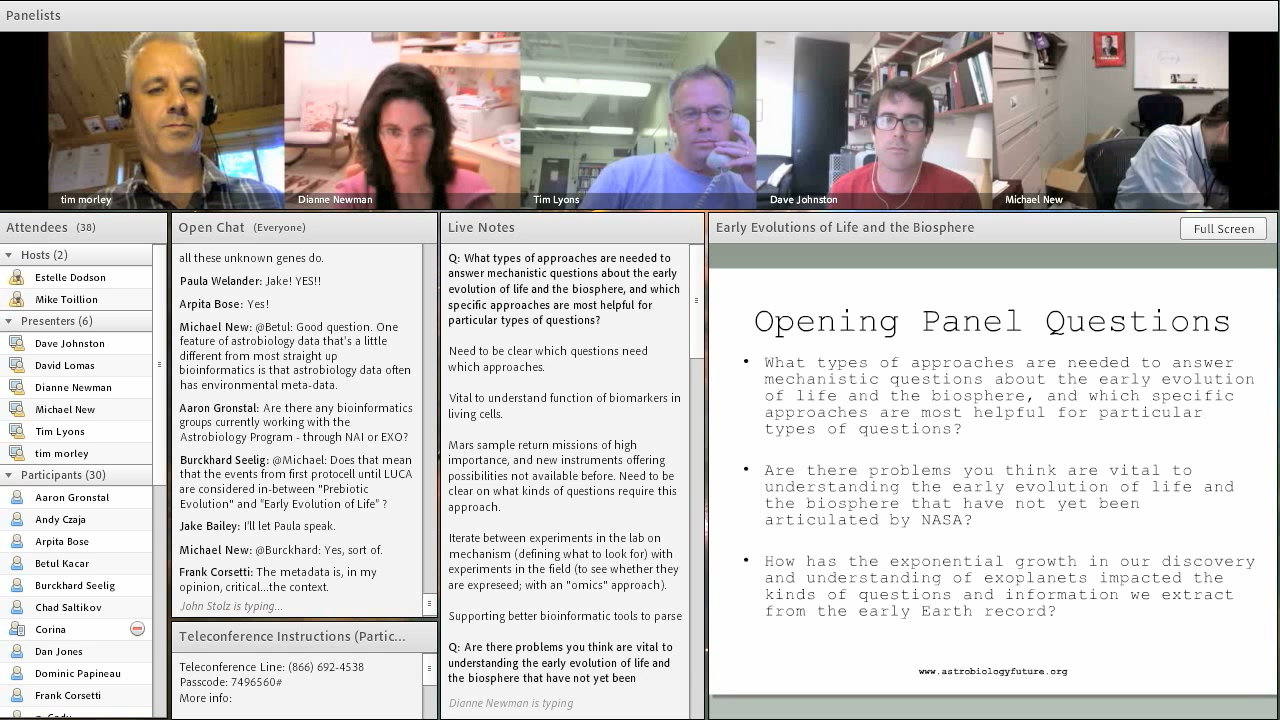 Panelists
tim morley
Dianne Newman
Tim Lyons
Dave Johnston
Michael New
Attendees (38)
Hosts (2)
Estelle Dodson
Mike Toillion
Presenters (6)
Dave Johnston
David Lomas
Dianne Newman
Michael New
Tim Lyons
tim morley
Participants (30)
Aaron Gronstal
Andy Czaja
Arpita Bose
Betul Kacar
Burckhard Seelig
Chad Saltikov
Corina
Dan Jones
Dominic Papineau
Frank Corsetti
Open Chat (Everyone)
all these unknown genes do.
Paula Welander: Jake! YES!!
Arpita Bose: Yes!
Michael New: @Betul: Good question. One
feature of astrobiology data that's a little
different from most straight up
bioinformatics is that astrobiology data often
has environmental meta-data.
Aaron Gronstal: Are there any bioinformatics
groups currently working with the
Astrobiology Program - through NAI or EXO?
Burckhard Seelig: @Michael: Does that mean
that the events from first protocell until LUCA
are considered in-between "Prebiotic
Evolution" and "Early Evolution of Life" ?
Jake Bailey: I'll let Paula speak.
Michael New: @Burckhard: Yes, sort of.
Frank Corsetti: The metadata is, in my
opinion, critical...the context.
John Stolz is typing...
Teleconference Instructions (Partic...
Teleconference Line: (866) 692-4538
Passcode: 7496560#
More info:
Live Notes
Q: What types of approaches are needed to
answer mechanistic questions about the early
evolution of life and the biosphere, and which
specific approaches are most helpful for
particular types of questions?
Need to be clear which questions need
which approaches.
Vital to understand function of biomarkers in
living cells.
Mars sample return missions of high
importance, and new instruments offering
possibilities not available before. Need to be
clear on what kinds of questions require this
approach.
Iterate between experiments in the lab on
mechanism (defining what to look for) with
experiments in the field (to see whether they
are expreseed; with an "omics" approach).
Supporting better bioinformatic tools to parse
Q: Are there problems you think are vital to
understanding the early evolution of life and
the biosphere that have not yet been
Dianne Newman is typing
Early Evolutions of Life and the Biosphere
Full Screen
Opening Panel Questions
• What types of approaches are needed to answer
mechanistic questions about the early evolution
of life and the biosphere, and which specific
approaches are most helpful for particular
types of questions?
• Are there problems you think are vital to
understanding the early evolution of life and
the biosphere that have not yet been
articulated by NASA?
• How has the exponential growth in our discovery
and understanding of exoplanets impacted the
kinds of questions and information we extract
from the early Earth record?
www.astrobiologyfuture.org